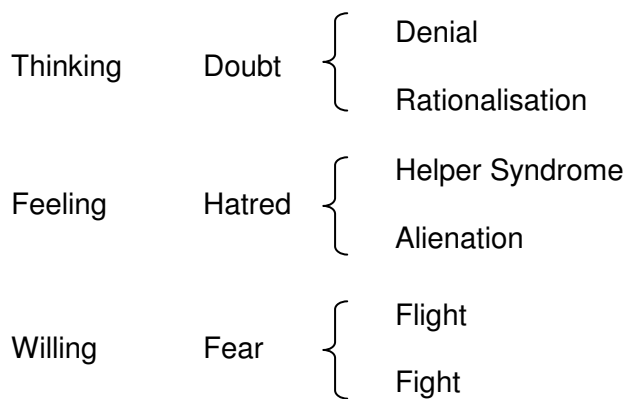 Denial
Thinking Doubt
Rationalisation
Helper Syndrome
Feeling Hatred
Alienation
Flight
Willing Fear
Fight